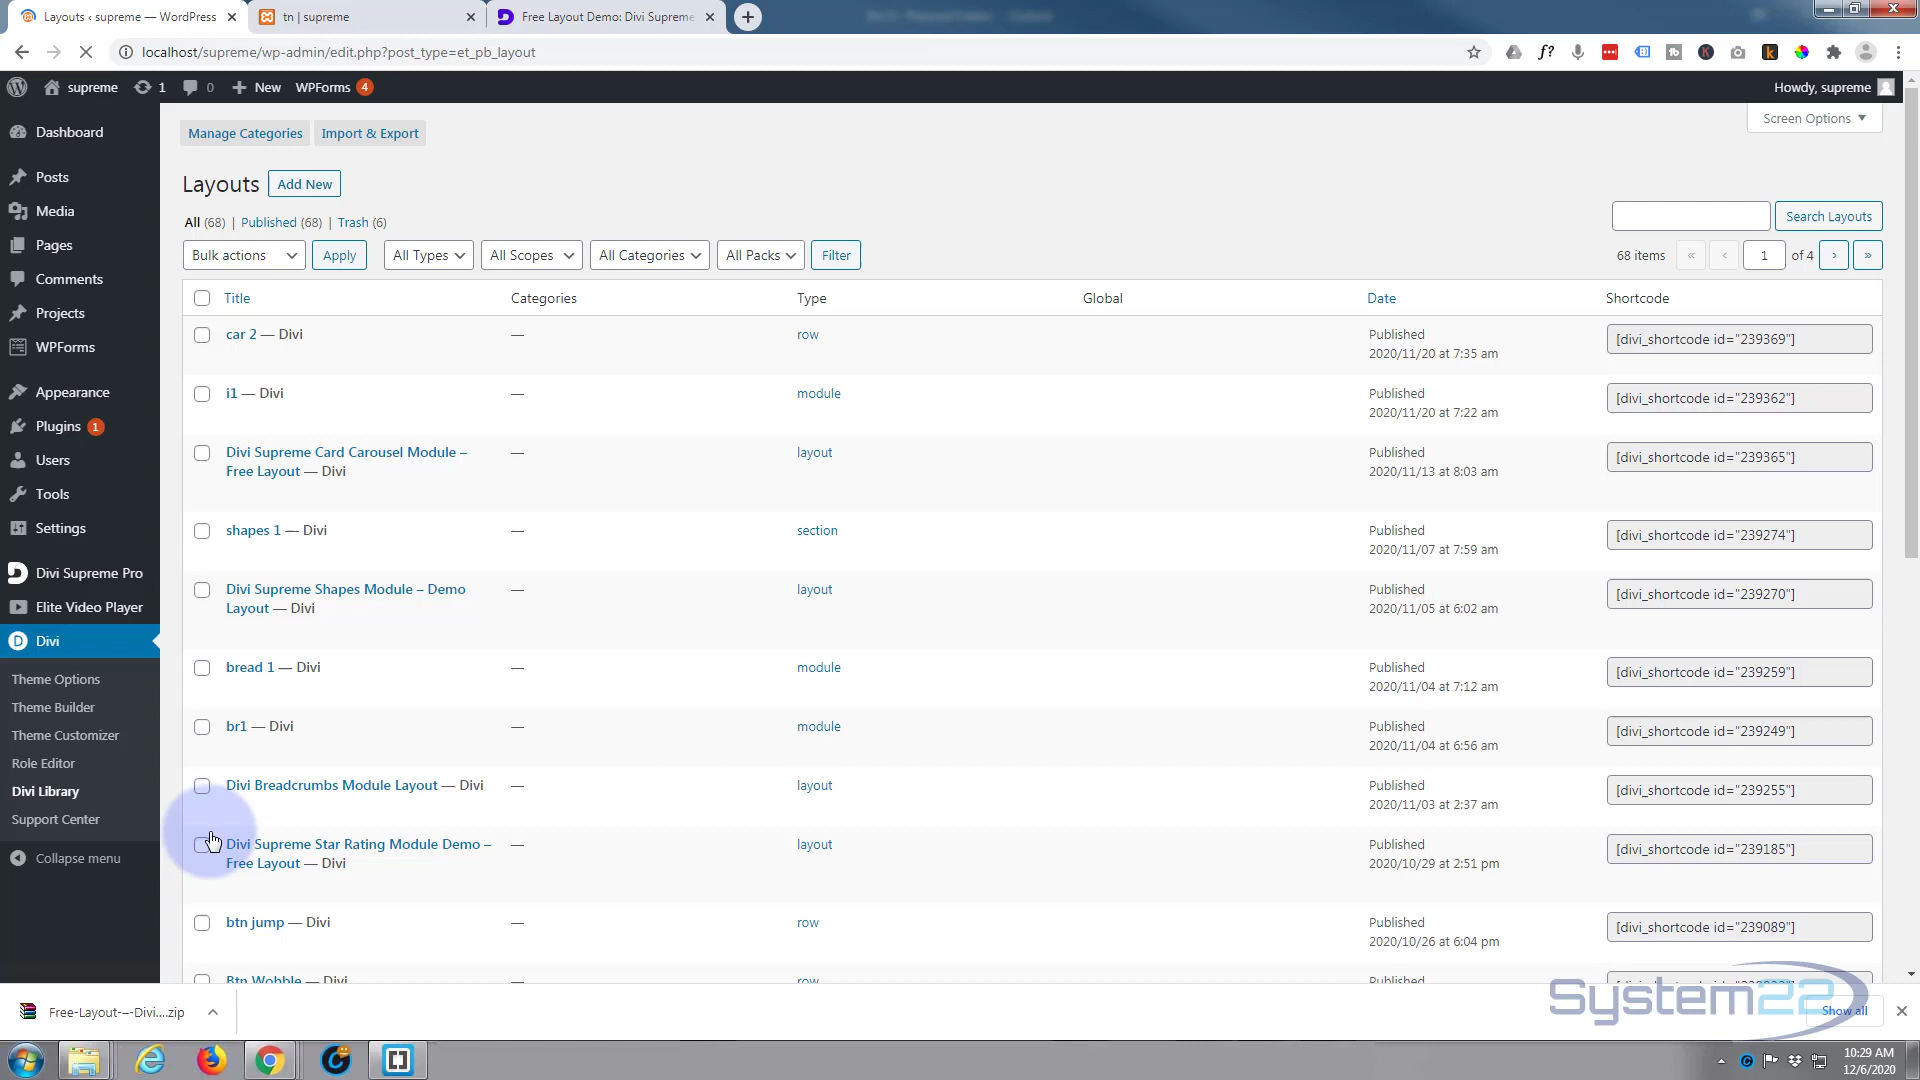 Layouts ‹ supreme — WordPress
tn | supreme
Free Layout Demo: Divi Supreme
localhost/supreme/wp-admin/edit.php?post_type=et_pb_layout
supreme 1 0 New WPForms 4
Howdy, supreme
Dashboard
Posts
Media
Pages
Comments
Projects
WPForms
Appearance
Plugins 1
Users
Tools
Settings
Divi Supreme Pro
Elite Video Player
Divi
Theme Options
Theme Builder
Theme Customizer
Role Editor
Divi Library
Support Center
Collapse menu
Manage Categories Import & Export
Screen Options
Layouts Add New
All (68) | Published (68) | Trash (6)
Search Layouts
Bulk actions Apply All Types All Scopes All Categories All Packs Filter
68 items « ‹ 1 of 4 › »
Title Categories Type Global Date Shortcode
car 2 — Divi — row Published [divi_shortcode id="239369"]
2020/11/20 at 7:35 am
i1 — Divi — module Published [divi_shortcode id="239362"]
2020/11/20 at 7:22 am
Divi Supreme Card Carousel Module – — layout Published [divi_shortcode id="239365"]
Free Layout — Divi 2020/11/13 at 8:03 am
shapes 1 — Divi — section Published [divi_shortcode id="239274"]
2020/11/07 at 7:59 am
Divi Supreme Shapes Module – Demo — layout Published [divi_shortcode id="239270"]
Layout — Divi 2020/11/05 at 6:02 am
bread 1 — Divi — module Published [divi_shortcode id="239259"]
2020/11/04 at 7:12 am
br1 — Divi — module Published [divi_shortcode id="239249"]
2020/11/04 at 6:56 am
Divi Breadcrumbs Module Layout — Divi — layout Published [divi_shortcode id="239255"]
2020/11/03 at 2:37 am
Divi Supreme Star Rating Module Demo – — layout Published [divi_shortcode id="239185"]
Free Layout — Divi 2020/10/29 at 2:51 pm
btn jump — Divi — row Published [divi_shortcode id="239089"]
2020/10/26 at 6:04 pm
Btn Wobble — Divi — row Published
Free-Layout-–-Divi....zip
System22
Show all
10:29 AM
12/6/2020